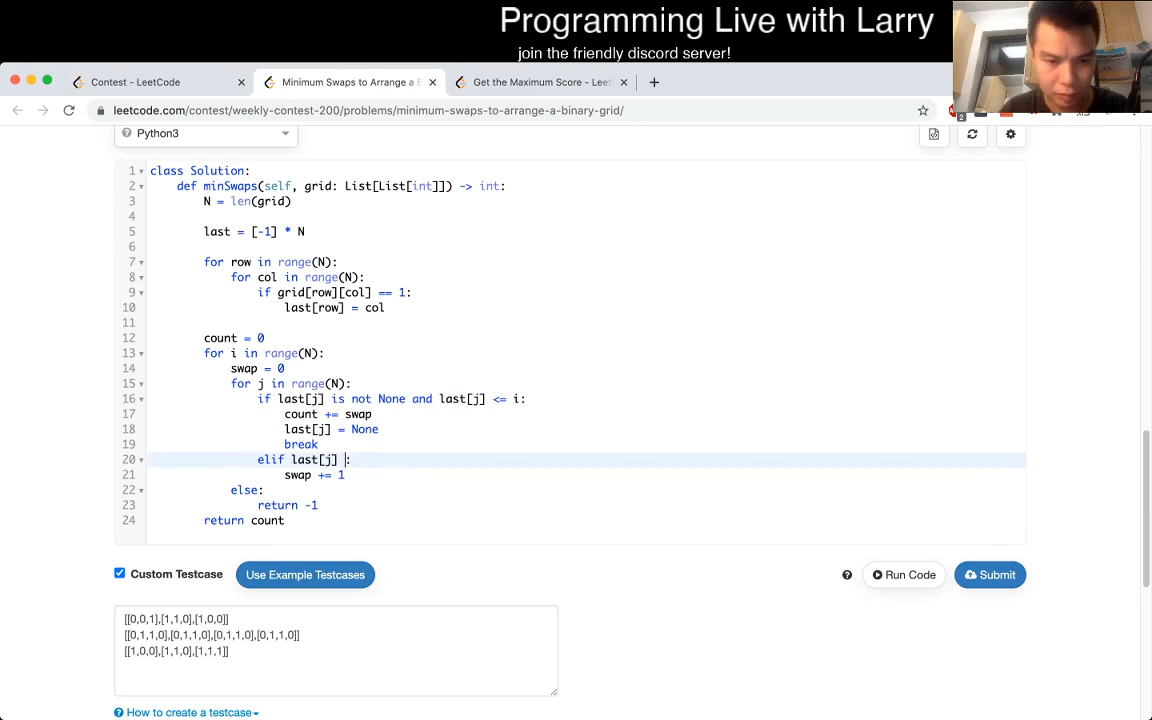 Programming Live with Larry
join the friendly discord server!
Contest - LeetCode
Minimum Swaps to Arrange a B
Get the Maximum Score - Leet
leetcode.com/contest/weekly-contest-200/problems/minimum-swaps-to-arrange-a-binary-grid/
2
Python3
1 class Solution:
2 def minSwaps(self, grid: List[List[int]]) -> int:
3 N = len(grid)
4
5 last = [-1] * N
6
7 for row in range(N):
8 for col in range(N):
9 if grid[row][col] == 1:
10 last[row] = col
11
12 count = 0
13 for i in range(N):
14 swap = 0
15 for j in range(N):
16 if last[j] is not None and last[j] <= i:
17 count += swap
18 last[j] = None
19 break
20 elif last[j] :
21 swap += 1
22 else:
23 return -1
24 return count
Custom Testcase
Use Example Testcases
Run Code
Submit
[[0,0,1],[1,1,0],[1,0,0]]
[[0,1,1,0],[0,1,1,0],[0,1,1,0],[0,1,1,0]]
[[1,0,0],[1,1,0],[1,1,1]]
How to create a testcase